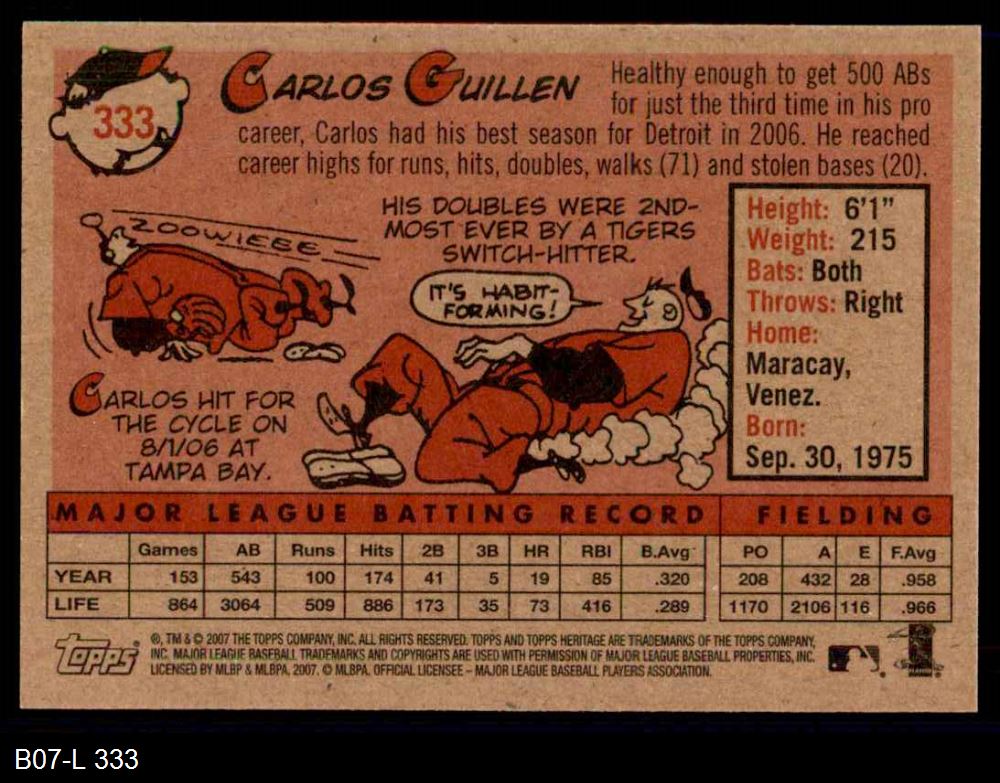 333
CARLOS GUILLEN
Healthy enough to get 500 ABs
for just the third time in his pro
career, Carlos had his best season for Detroit in 2006. He reached
career highs for runs, hits, doubles, walks (71) and stolen bases (20).
ZOOWIEBE
HIS DOUBLES WERE 2ND-
MOST EVER BY A TIGERS
SWITCH-HITTER.
IT'S HABIT-
FORMING!
CARLOS HIT FOR
THE CYCLE ON
8/1/06 AT
TAMPA BAY.
Height: 6'1"
Weight: 215
Bats: Both
Throws: Right
Home:
Maracay,
Venez.
Born:
Sep. 30, 1975
MAJOR LEAGUE BATTING RECORD FIELDING
Games AB Runs Hits 2B 3B HR RBI B.Avg PO A E F.Avg
YEAR 153 543 100 174 41 5 19 85 .320 208 432 28 .958
LIFE 864 3064 509 886 173 35 73 416 .289 1170 2106 116 .966
Topps
®, TM & © 2007 THE TOPPS COMPANY, INC. ALL RIGHTS RESERVED. TOPPS AND TOPPS HERITAGE ARE TRADEMARKS OF THE TOPPS COMPANY,
INC. MAJOR LEAGUE BASEBALL TRADEMARKS AND COPYRIGHTS ARE USED WITH PERMISSION OF MAJOR LEAGUE BASEBALL PROPERTIES, INC.
LICENSED BY MLBP & MLBPA, 2007. © MLBPA. OFFICIAL LICENSEE – MAJOR LEAGUE BASEBALL PLAYERS ASSOCIATION.
B07-L 333